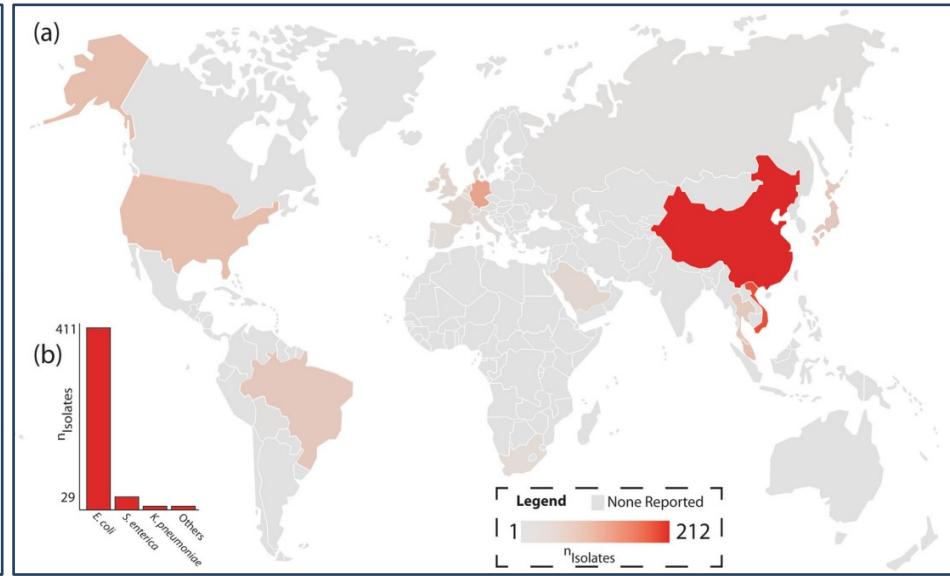 (a)
(b)
411
29
nIsolates
E. coli
S. enterica
K. pneumoniae
Others
Legend
None Reported
1
212
nIsolates